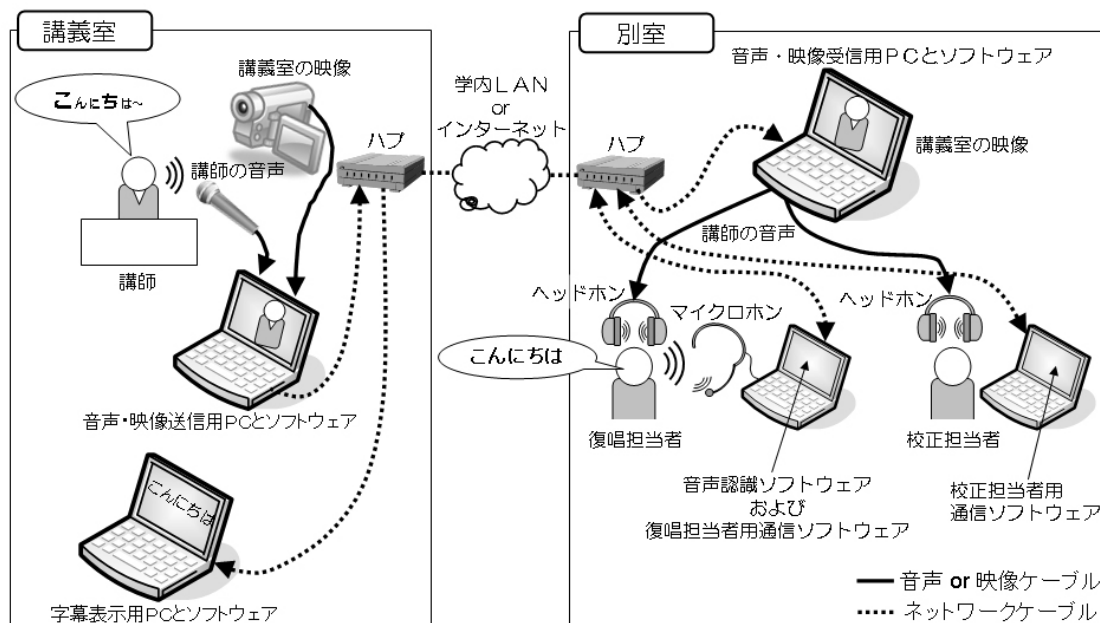 講義室
こんにちは~
講義室の映像
講師の音声
講師
ハブ
音声・映像送信用PCとソフトウェア
こんにちは
字幕表示用PCとソフトウェア
学内LAN
or
インターネット
別室
音声・映像受信用PCとソフトウェア
ハブ
講義室の映像
講師の音声
ヘッドホン
マイクロホン
ヘッドホン
こんにちは
復唱担当者
校正担当者
音声認識ソフトウェア
および
復唱担当者用通信ソフトウェア
校正担当者用
通信ソフトウェア
音声 or 映像ケーブル
ネットワークケーブル